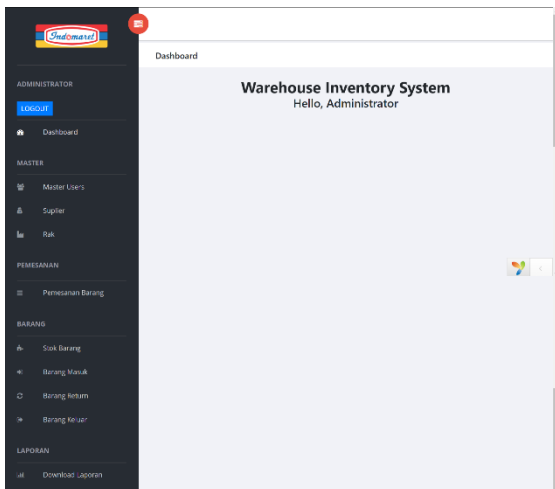 Indomaret
Dashboard
Warehouse Inventory System
Hello, Administrator
ADMINISTRATOR
LOGOUT
Dashboard
MASTER
Master Users
Suplier
Rak
PEMESANAN
Pemesanan Barang
BARANG
Stok Barang
Barang Masuk
Barang Return
Barang Keluar
LAPORAN
Download Laporan